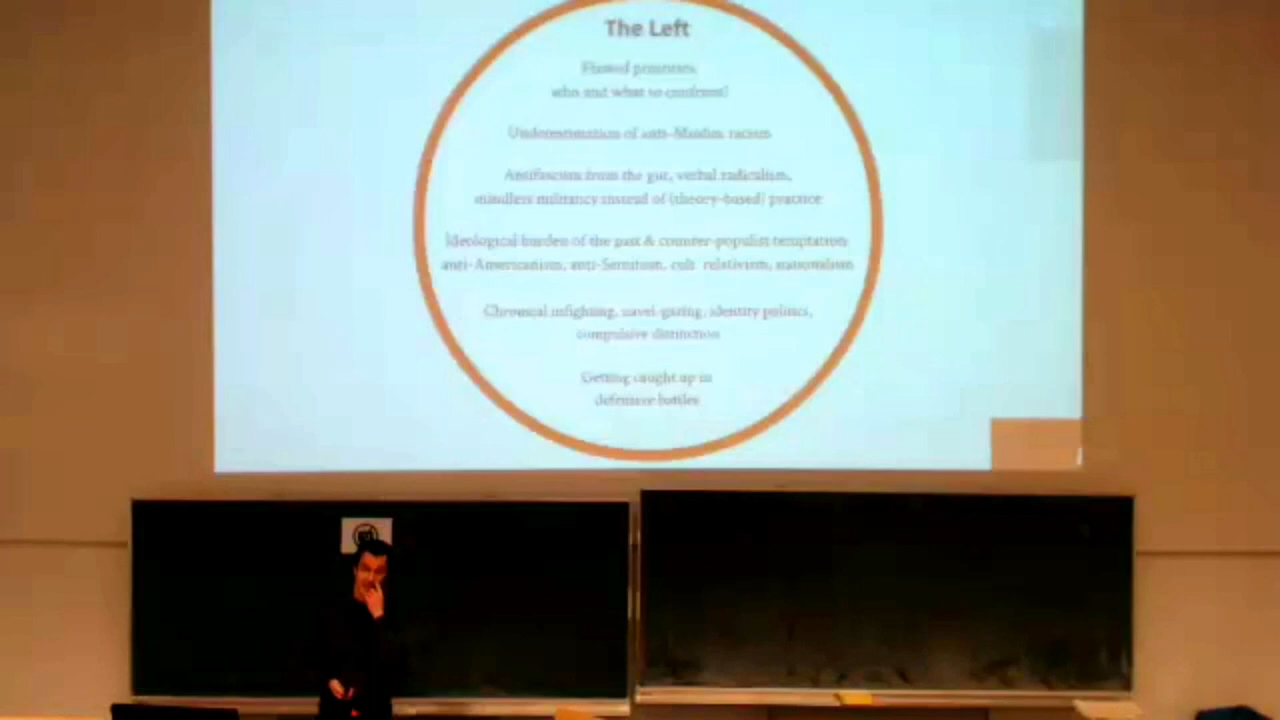 The Left
Flawed priorities,
who and what to confront?
Underestimation of anti-Muslim racism
Antifascism from the gut, verbal radicalism,
mindless militancy instead of (theory-based) practice
Ideological burden of the past & counter-populist temptation:
anti-Americanism, anti-Semitism, cult. relativism, nationalism
Chronical infighting, navel-gazing, identity politics,
compulsive distinction
Getting caught up in
defensive battles